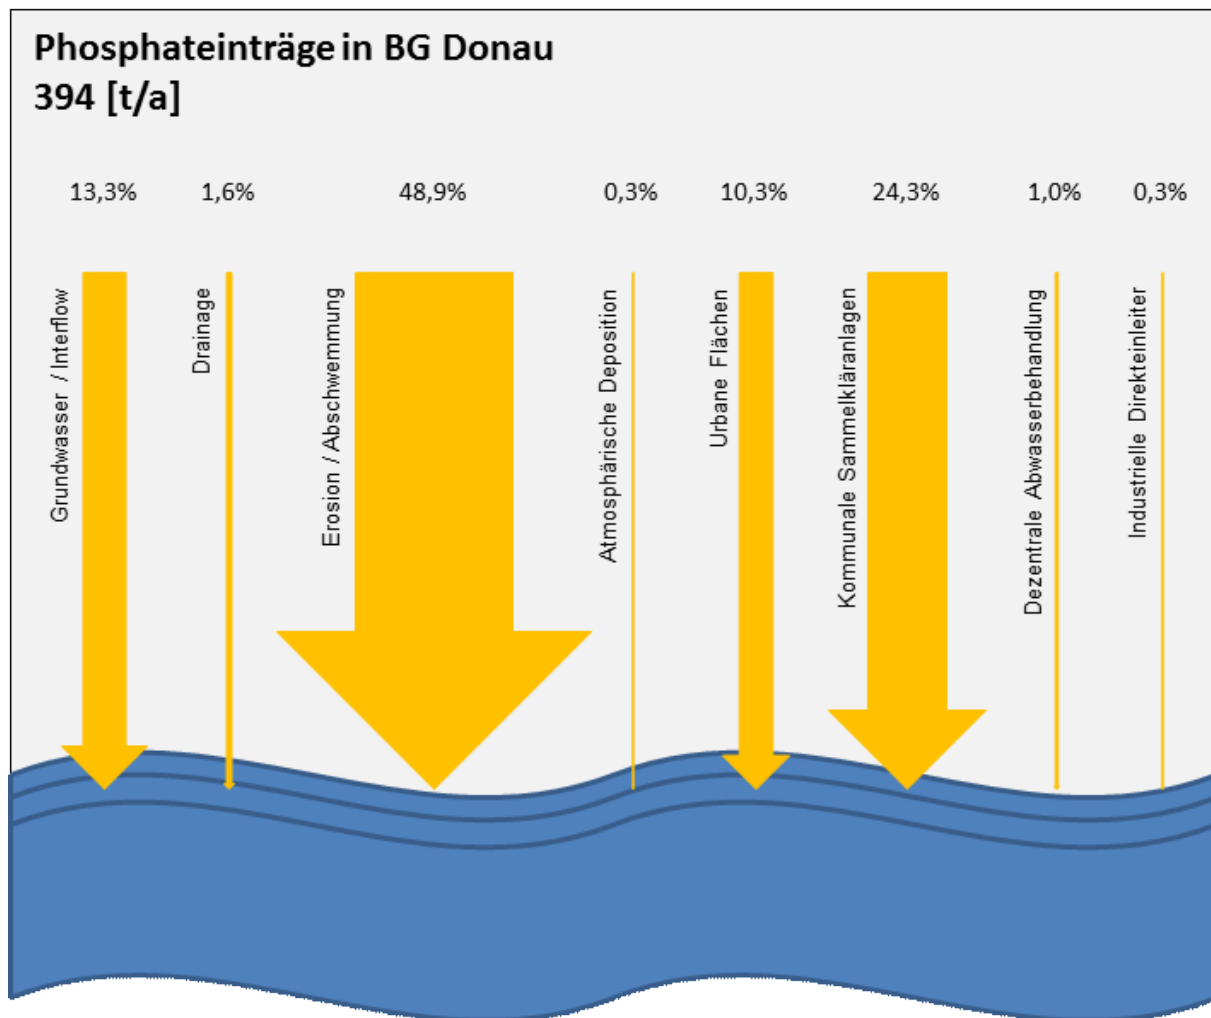 Phosphateinträge in BG Donau
394 [t/a]
13,3%
1,6%
48,9%
0,3%
10,3%
24,3%
1,0%
0,3%
Grundwasser / Interflow
Drainage
Erosion / Abschwemmung
Atmosphärische Deposition
Urbane Flächen
Kommunale Sammelkläranlagen
Dezentrale Abwasserbehandlung
Industrielle Direkteinleiter